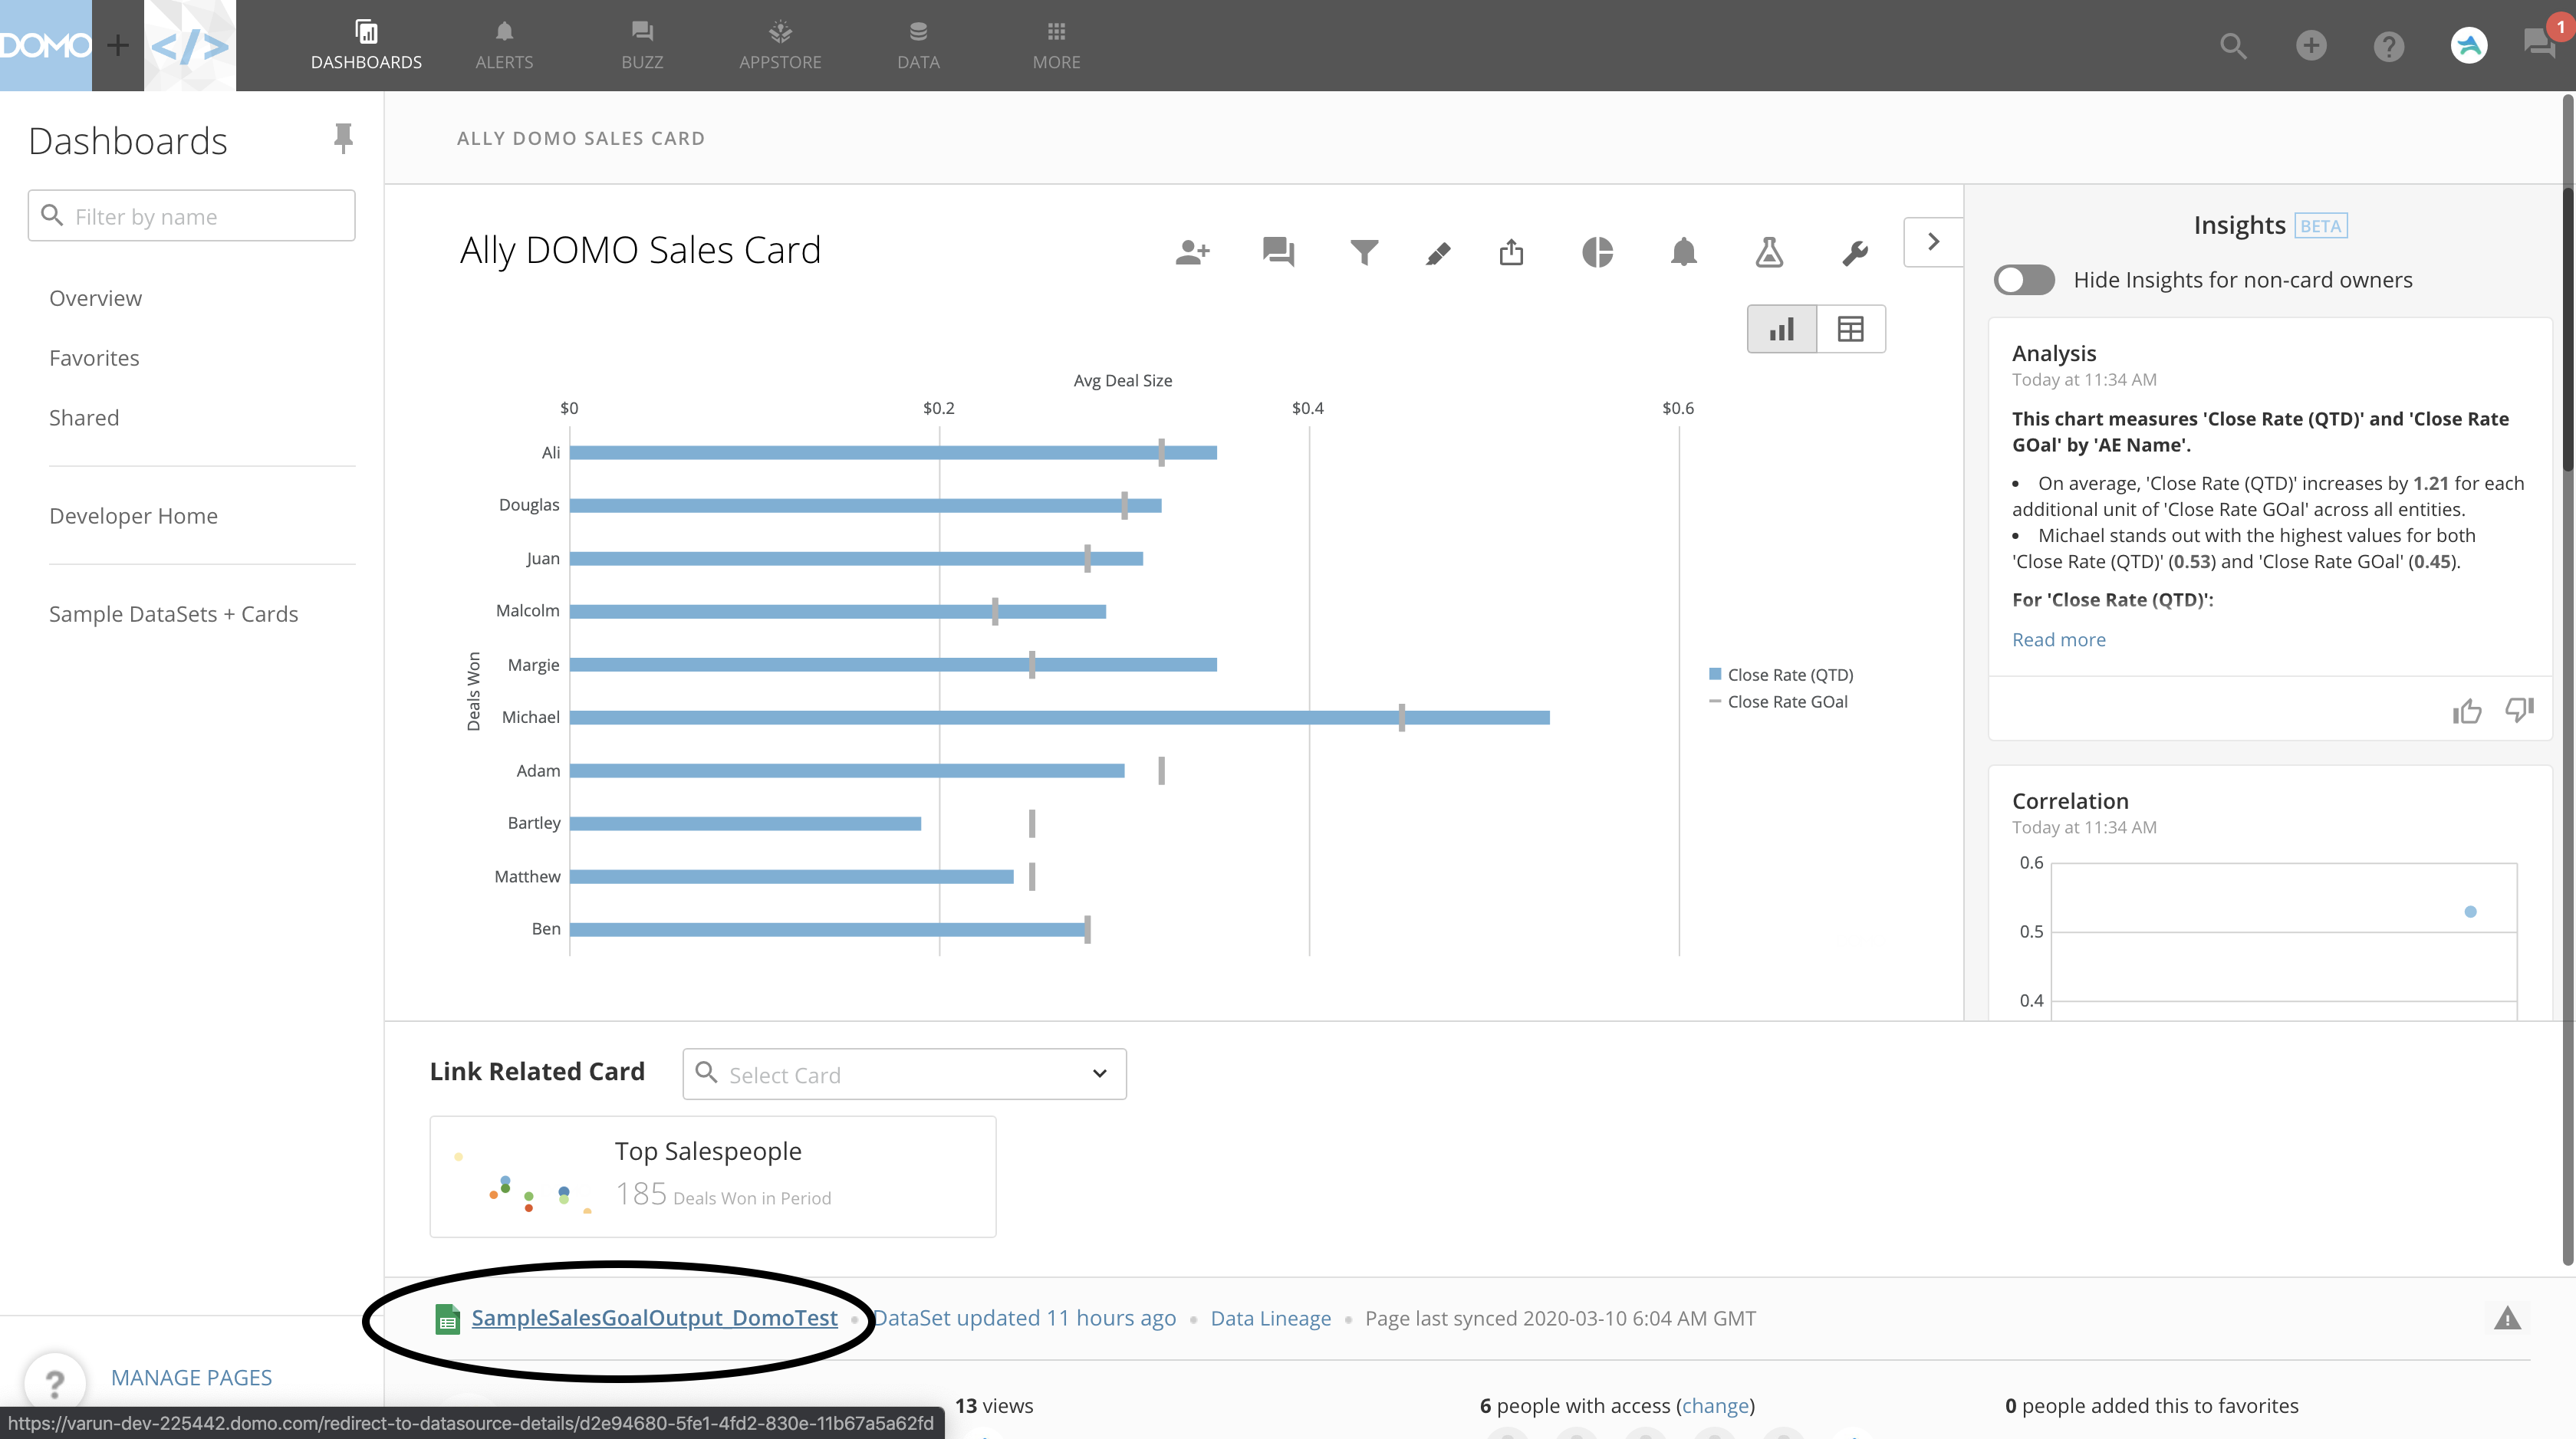 DOMO
DASHBOARDS
ALERTS
BUZZ
APPSTORE
DATA
MORE
1
Dashboards
Filter by name
Overview
Favorites
Shared
Developer Home
Sample DataSets + Cards
MANAGE PAGES
ALLY DOMO SALES CARD
Ally DOMO Sales Card
Avg Deal Size
$0 $0.2 $0.4 $0.6
Deals Won
Ali
Douglas
Juan
Malcolm
Margie
Michael
Adam
Bartley
Matthew
Ben
Close Rate (QTD)
Close Rate GOal
Insights BETA
Hide Insights for non-card owners
Analysis
Today at 11:34 AM
This chart measures 'Close Rate (QTD)' and 'Close Rate
GOal' by 'AE Name'.
• On average, 'Close Rate (QTD)' increases by 1.21 for each
additional unit of 'Close Rate GOal' across all entities.
• Michael stands out with the highest values for both
'Close Rate (QTD)' (0.53) and 'Close Rate GOal' (0.45).
For 'Close Rate (QTD)':
Read more
Correlation
Today at 11:34 AM
0.6
0.5
0.4
Link Related Card
Select Card
Top Salespeople
185 Deals Won in Period
SampleSalesGoalOutput_DomoTest • DataSet updated 11 hours ago • Data Lineage • Page last synced 2020-03-10 6:04 AM GMT
13 views
6 people with access (change)
0 people added this to favorites
https://varun-dev-225442.domo.com/redirect-to-datasource-details/d2e94680-5fe1-4fd2-830e-11b67a5a62fd